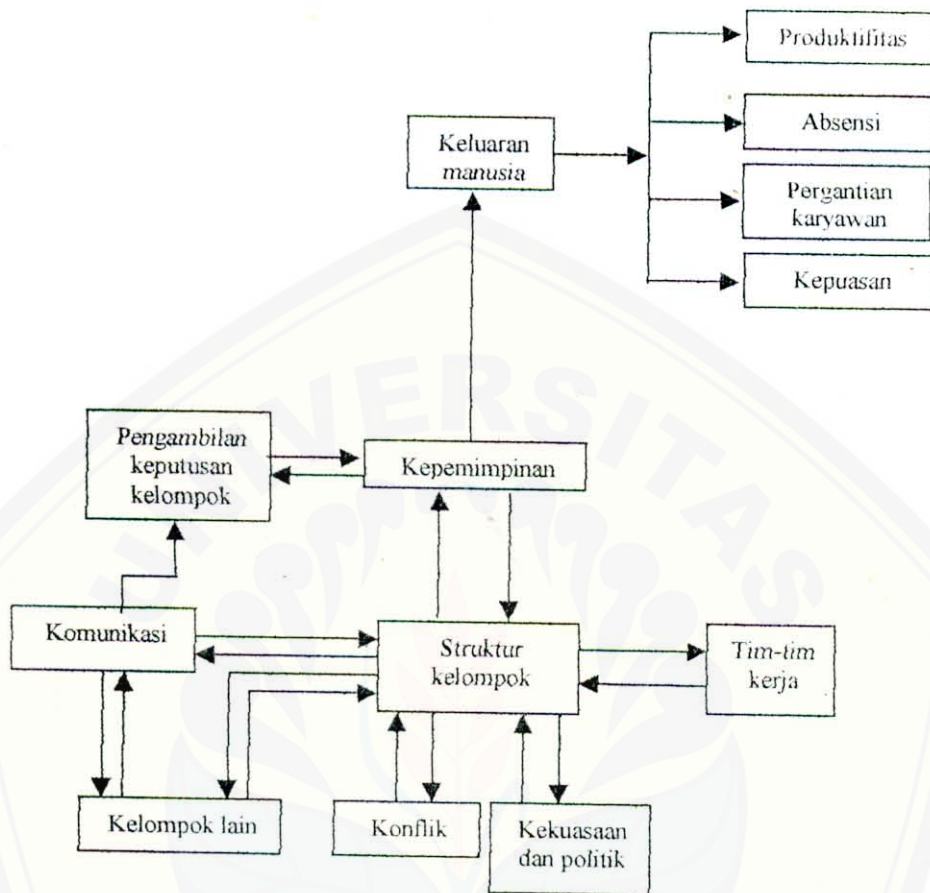 Produktifitas
Absensi
Keluaran
manusia
Pergantian
karyawan
Kepuasan
UNIVERSITAS
Pengambilan
keputusan
kelompok
Kepemimpinan
Komunikasi
Struktur
kelompok
Tim-tim
kerja
Kelompok lain
Konflik
Kekuasaan
dan politik